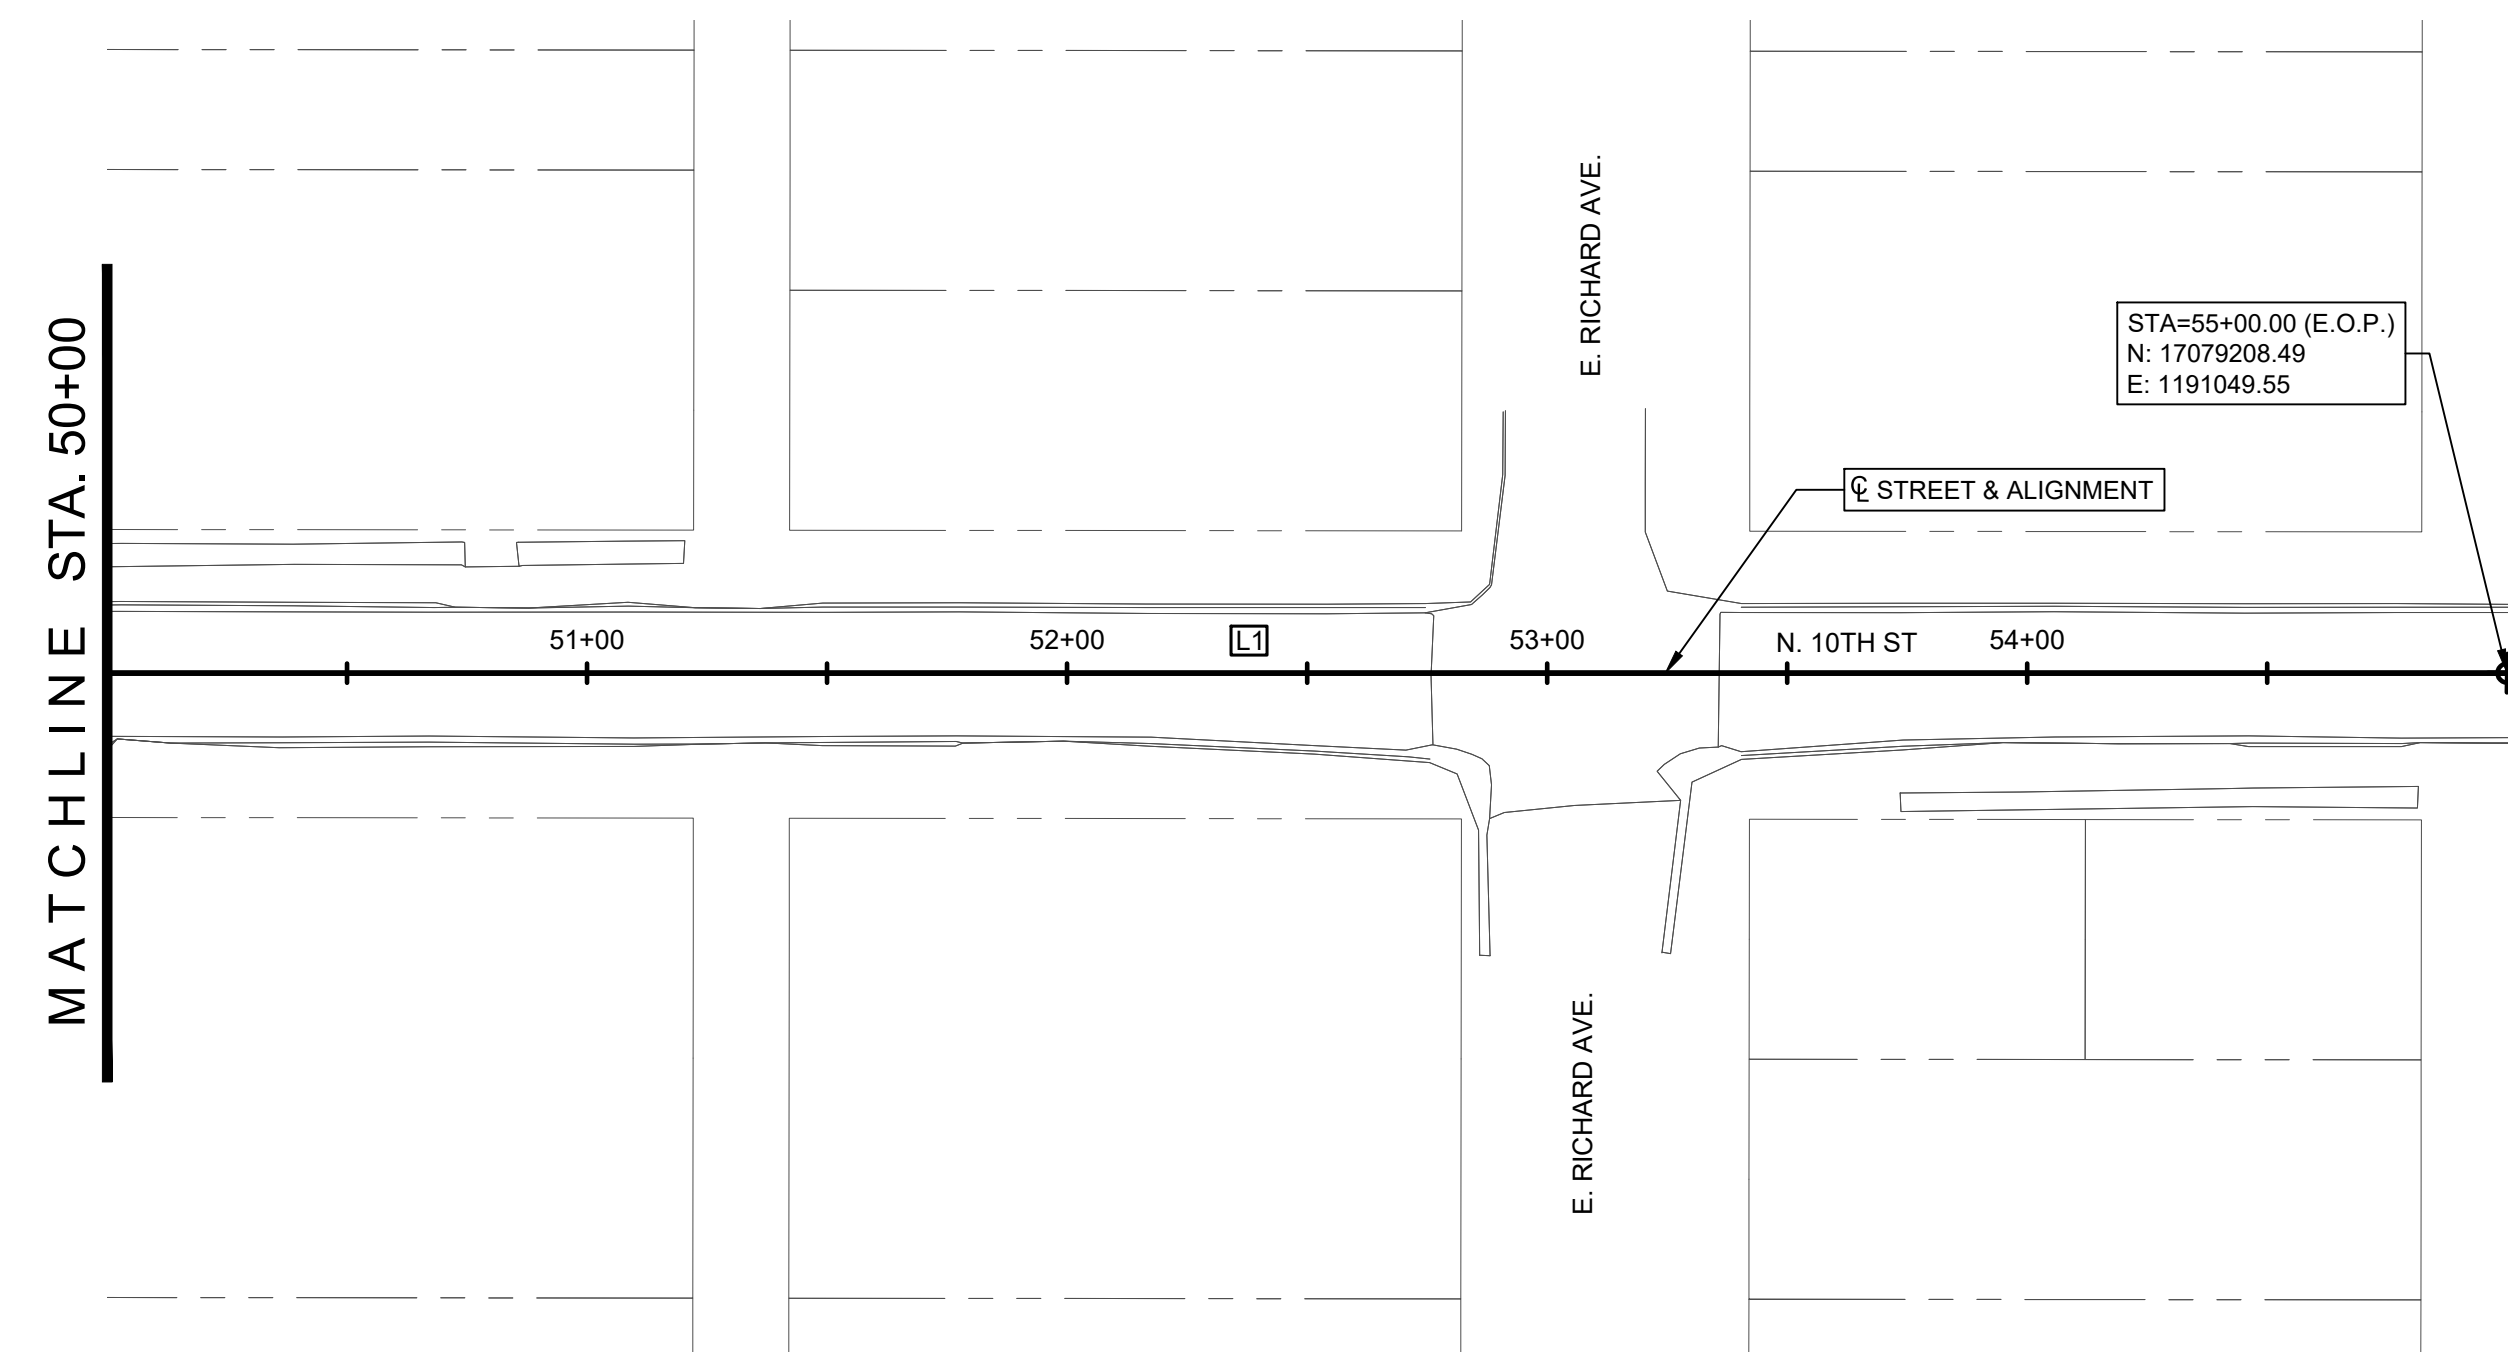 MATCHLINE STA. 50+00
E. RICHARD AVE.
STA=55+00.00 (E.O.P.)
N: 17079208.49
E: 1191049.55
℄ STREET & ALIGNMENT
51+00
52+00
L1
53+00
N. 10TH ST
54+00
E. RICHARD AVE.